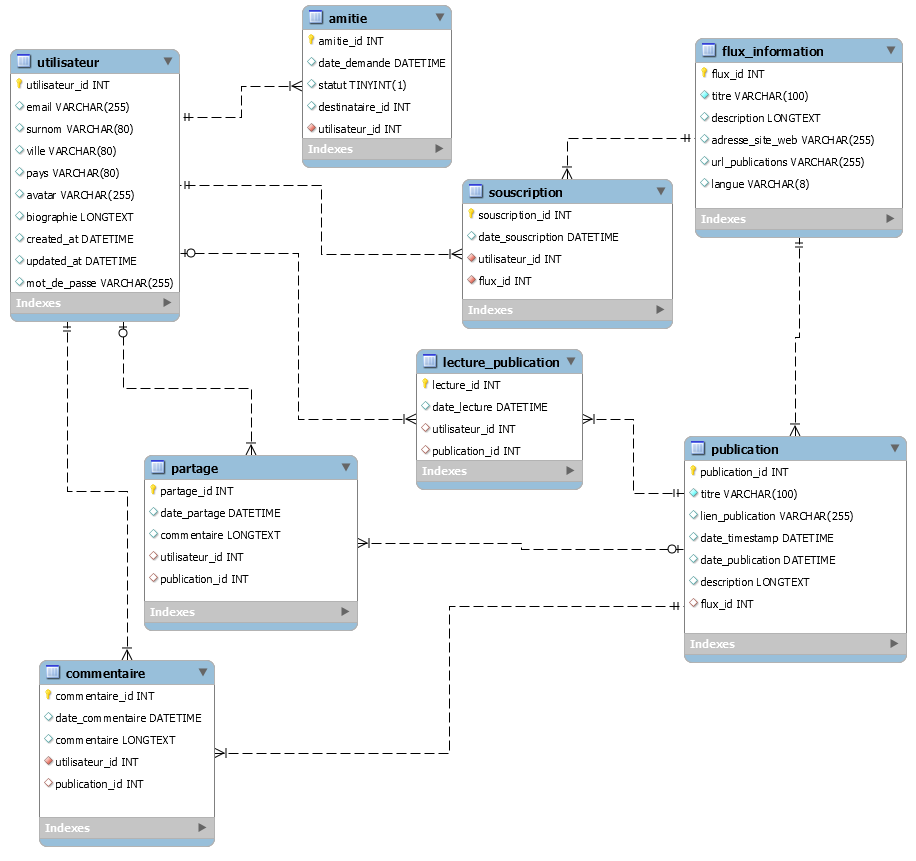 amitie
amitie_id INT
date_demande DATETIME
statut TINYINT(1)
destinataire_id INT
utilisateur_id INT
Indexes
utilisateur
utilisateur_id INT
email VARCHAR(255)
surnom VARCHAR(80)
ville VARCHAR(80)
pays VARCHAR(80)
avatar VARCHAR(255)
biographie LONGTEXT
created_at DATETIME
updated_at DATETIME
mot_de_passe VARCHAR(255)
Indexes
flux_information
flux_id INT
titre VARCHAR(100)
description LONGTEXT
adresse_site_web VARCHAR(255)
url_publications VARCHAR(255)
langue VARCHAR(8)
Indexes
souscription
souscription_id INT
date_souscription DATETIME
utilisateur_id INT
flux_id INT
Indexes
lecture_publication
lecture_id INT
date_lecture DATETIME
utilisateur_id INT
publication_id INT
Indexes
partage
partage_id INT
date_partage DATETIME
commentaire LONGTEXT
utilisateur_id INT
publication_id INT
Indexes
publication
publication_id INT
titre VARCHAR(100)
lien_publication VARCHAR(255)
date_timestamp DATETIME
date_publication DATETIME
description LONGTEXT
flux_id INT
Indexes
commentaire
commentaire_id INT
date_commentaire DATETIME
commentaire LONGTEXT
utilisateur_id INT
publication_id INT
Indexes